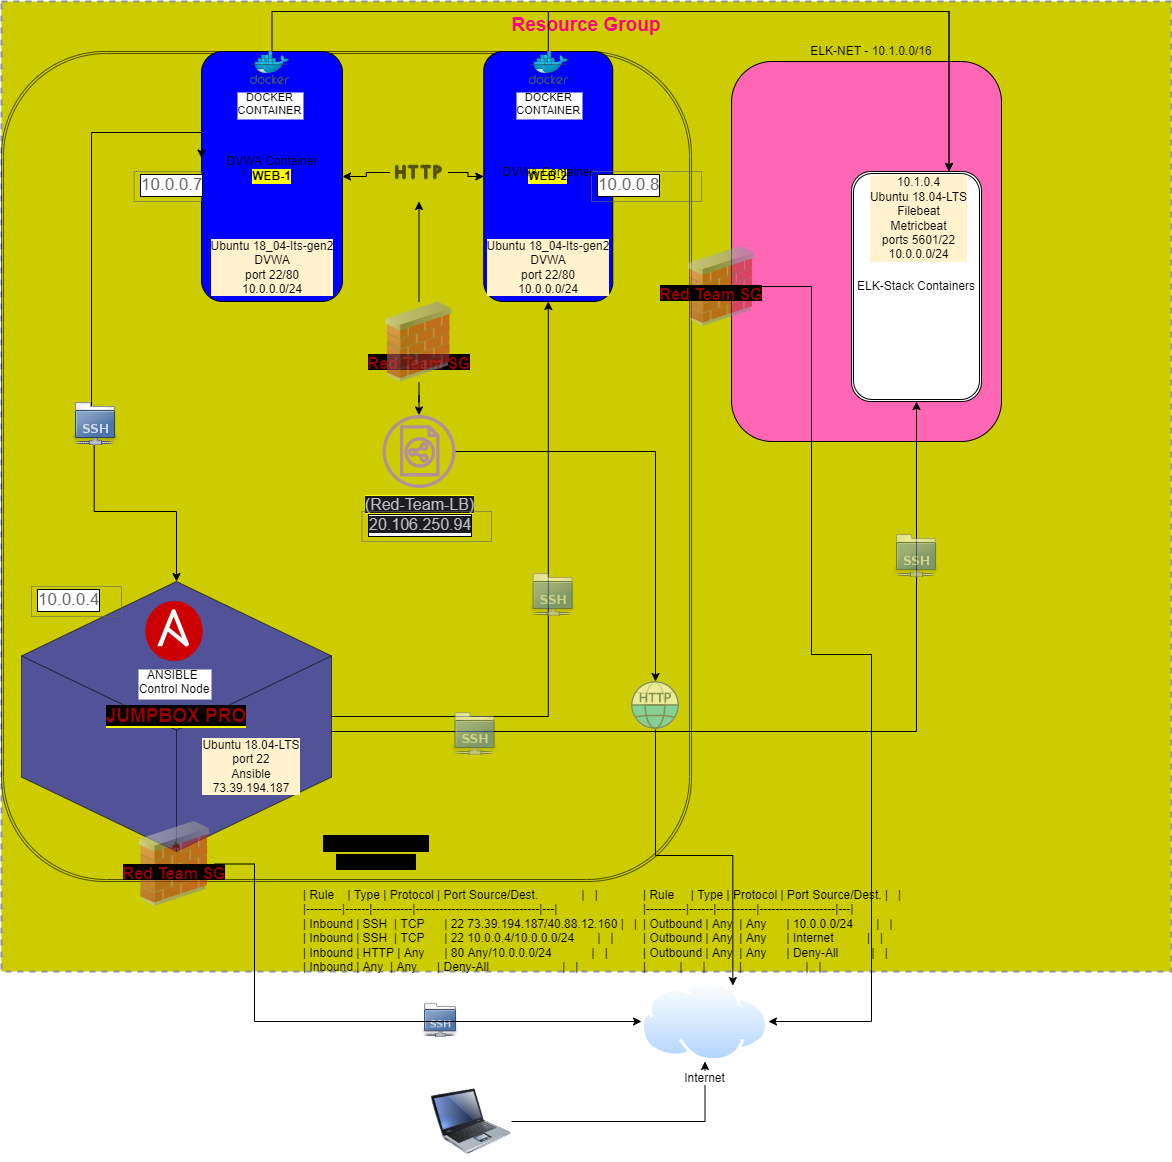 Resource Group
ELK-NET - 10.1.0.0/16
docker
DOCKER
CONTAINER
docker
DOCKER
CONTAINER
DVWA Container
WEB-1
HTTP
DVWA Container
WEB-2
10.0.0.7
10.0.0.8
10.1.0.4
Ubuntu 18.04-LTS
Filebeat
Metricbeat
ports 5601/22
10.0.0.0/24
ELK-Stack Containers
Ubuntu 18_04-lts-gen2
DVWA
port 22/80
10.0.0.0/24
Ubuntu 18_04-lts-gen2
DVWA
port 22/80
10.0.0.0/24
Red Team SG
Red Team SG
SSH
(Red-Team-LB)
20.106.250.94
SSH
SSH
10.0.0.4
ANSIBLE
Control Node
JUMPBOX PRO
HTTP
SSH
Ubuntu 18.04-LTS
port 22
Ansible
73.39.194.187
Red Team SG
| Rule | Type | Protocol | Port Source/Dest. | |
|---------|------|----------|-------------------------------|---|
| Inbound | SSH | TCP | 22 73.39.194.187/40.88.12.160 | |
| Inbound | SSH | TCP | 22 10.0.0.4/10.0.0.0/24 | |
| Inbound | HTTP | Any | 80 Any/10.0.0.0/24 | |
| Inbound | Any | Any | Deny-All | |
| Rule | Type | Protocol | Port Source/Dest. | |
|----------|------|----------|-------------------|---|
| Outbound | Any | Any | 10.0.0.0/24 | |
| Outbound | Any | Any | Internet | |
| Outbound | Any | Any | Deny-All | |
| | | | | |
SSH
Internet